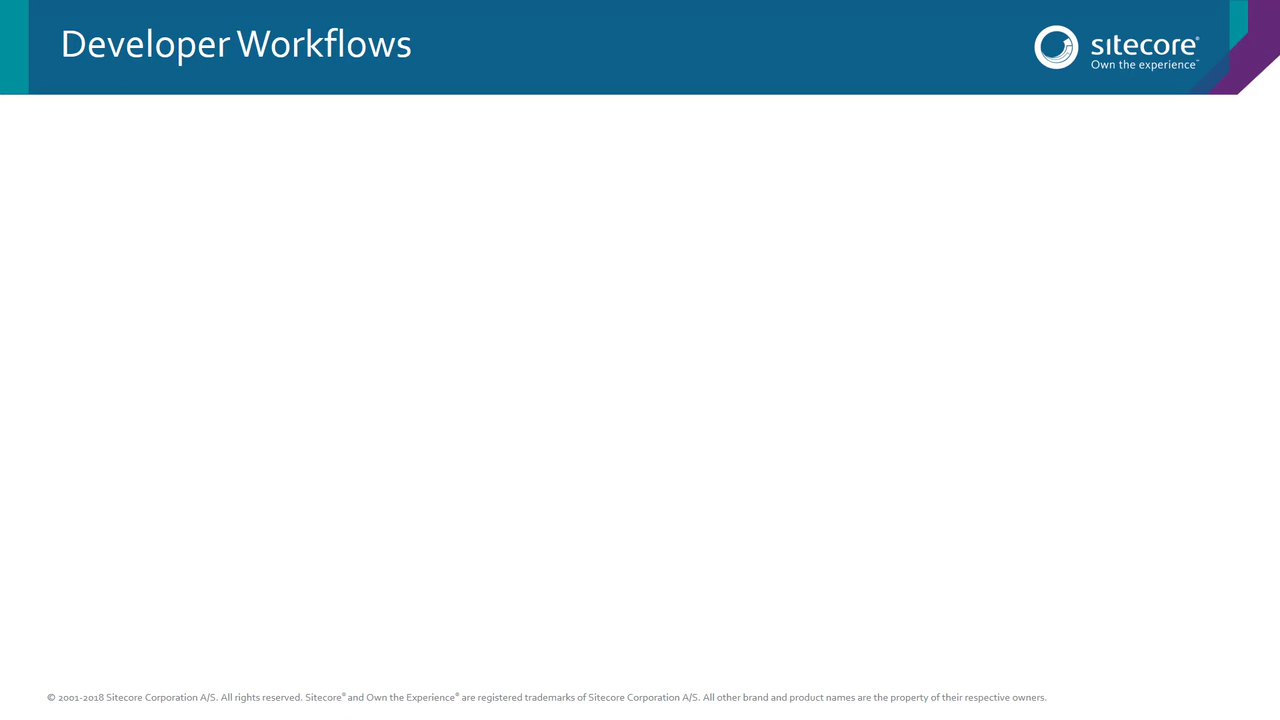 Developer Workflows
sitecore®
Own the experience™
© 2001-2018 Sitecore Corporation A/S. All rights reserved. Sitecore® and Own the Experience® are registered trademarks of Sitecore Corporation A/S. All other brand and product names are the property of their respective owners.